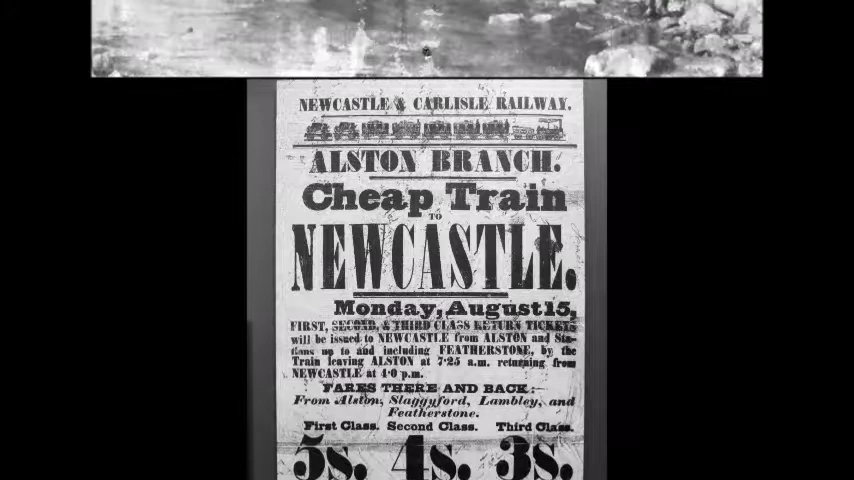 NEWCASTLE & CARLISLE RAILWAY.
ALSTON BRANCH.
Cheap Train
TO
NEWCASTLE.
Monday, August 15,
FIRST, SECOND, & THIRD CLASS RETURN TICKETS
will be issued to NEWCASTLE from ALSTON and Sta-
tions up to and including FEATHERSTONE, by the
Train leaving ALSTON at 7·25 a.m. returning from
NEWCASTLE at 4·0 p.m.
FARES THERE AND BACK:—
From Alston, Slaggyford, Lambley, and
Featherstone.
First Class. Second Class. Third Class.
5s. 4s. 3s.